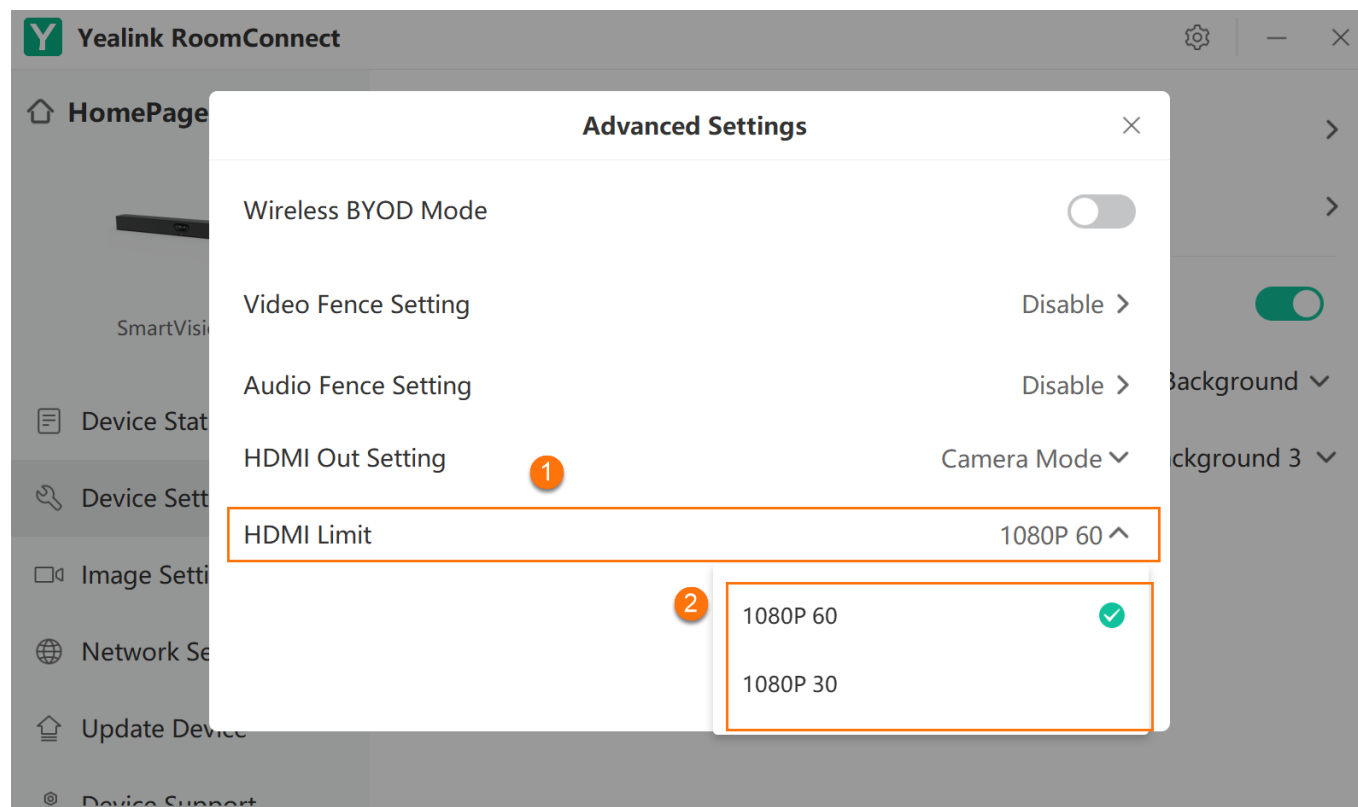 Y Yealink RoomConnect
HomePage
SmartVisi
Device Stat
Device Sett
Image Setti
Network Se
Update Device
Device Support
Advanced Settings
Wireless BYOD Mode
Video Fence Setting Disable
Audio Fence Setting Disable
HDMI Out Setting Camera Mode
1
HDMI Limit 1080P 60
2
1080P 60
1080P 30
Background
ckground 3